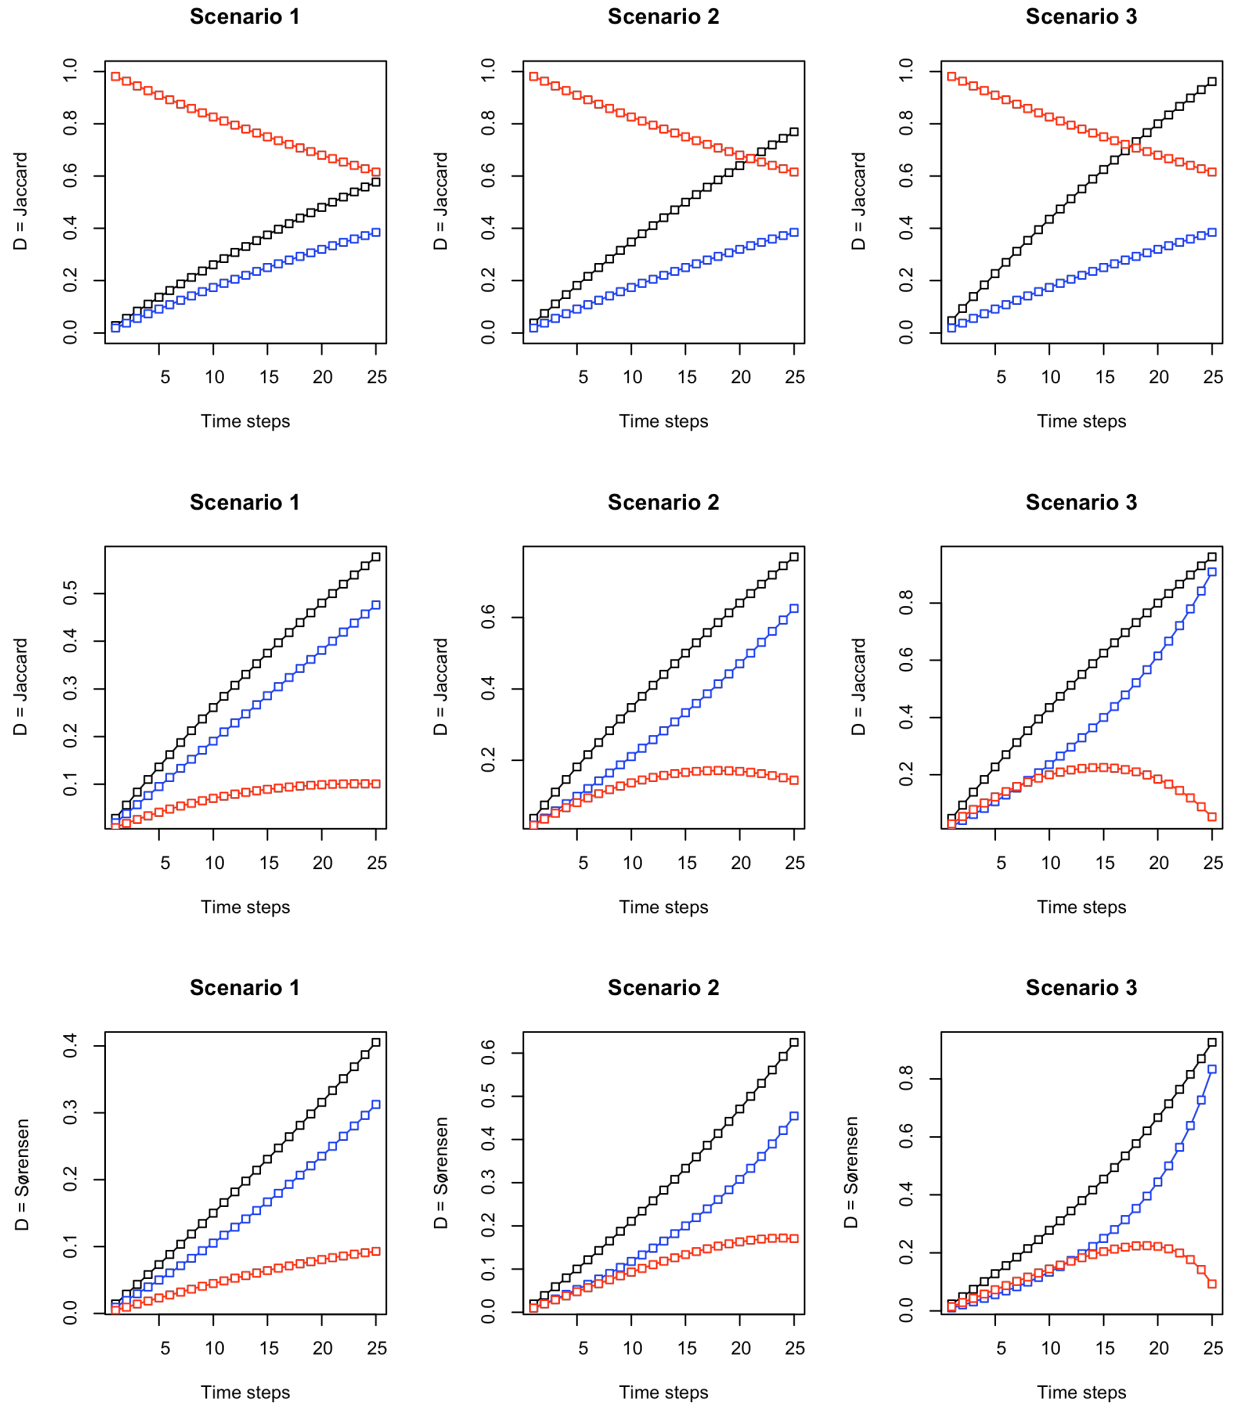 Scenario 1
Scenario 2
Scenario 3
D = Jaccard
0.0 0.2 0.4 0.6 0.8 1.0
5 10 15 20 25
Time steps
D = Jaccard
0.0 0.2 0.4 0.6 0.8 1.0
5 10 15 20 25
Time steps
D = Jaccard
0.0 0.2 0.4 0.6 0.8 1.0
5 10 15 20 25
Time steps
Scenario 1
Scenario 2
Scenario 3
D = Jaccard
0.1 0.2 0.3 0.4 0.5
5 10 15 20 25
Time steps
D = Jaccard
0.2 0.4 0.6
5 10 15 20 25
Time steps
D = Jaccard
0.2 0.4 0.6 0.8
5 10 15 20 25
Time steps
Scenario 1
Scenario 2
Scenario 3
D = Sørensen
0.0 0.1 0.2 0.3 0.4
5 10 15 20 25
Time steps
D = Sørensen
0.0 0.1 0.2 0.3 0.4 0.5 0.6
5 10 15 20 25
Time steps
D = Sørensen
0.0 0.2 0.4 0.6 0.8
5 10 15 20 25
Time steps